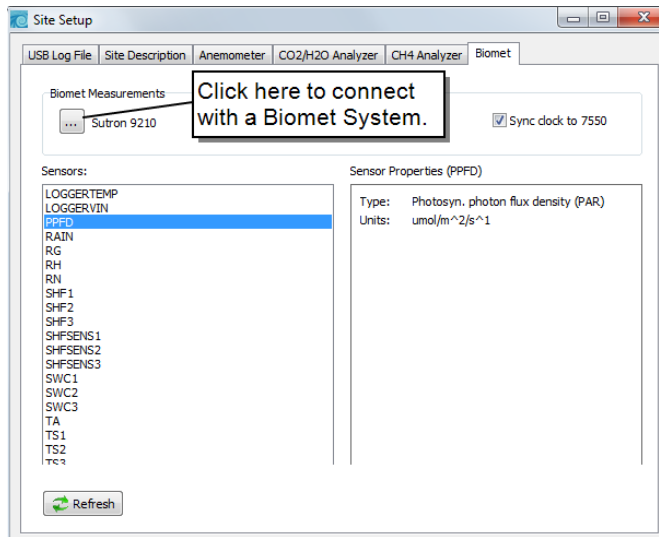 Site Setup
USB Log File Site Description Anemometer CO2/H2O Analyzer CH4 Analyzer Biomet
Biomet Measurements
Click here to connect
with a Biomet System.
... Sutron 9210
Sync clock to 7550
Sensors:
Sensor Properties (PPFD)
LOGGERTEMP
LOGGERVIN
PPFD
RAIN
RG
RH
RN
SHF1
SHF2
SHF3
SHFSENS1
SHFSENS2
SHFSENS3
SWC1
SWC2
SWC3
TA
TS1
TS2
TS3
Type: Photosyn. photon flux density (PAR)
Units: umol/m^2/s^1
Refresh